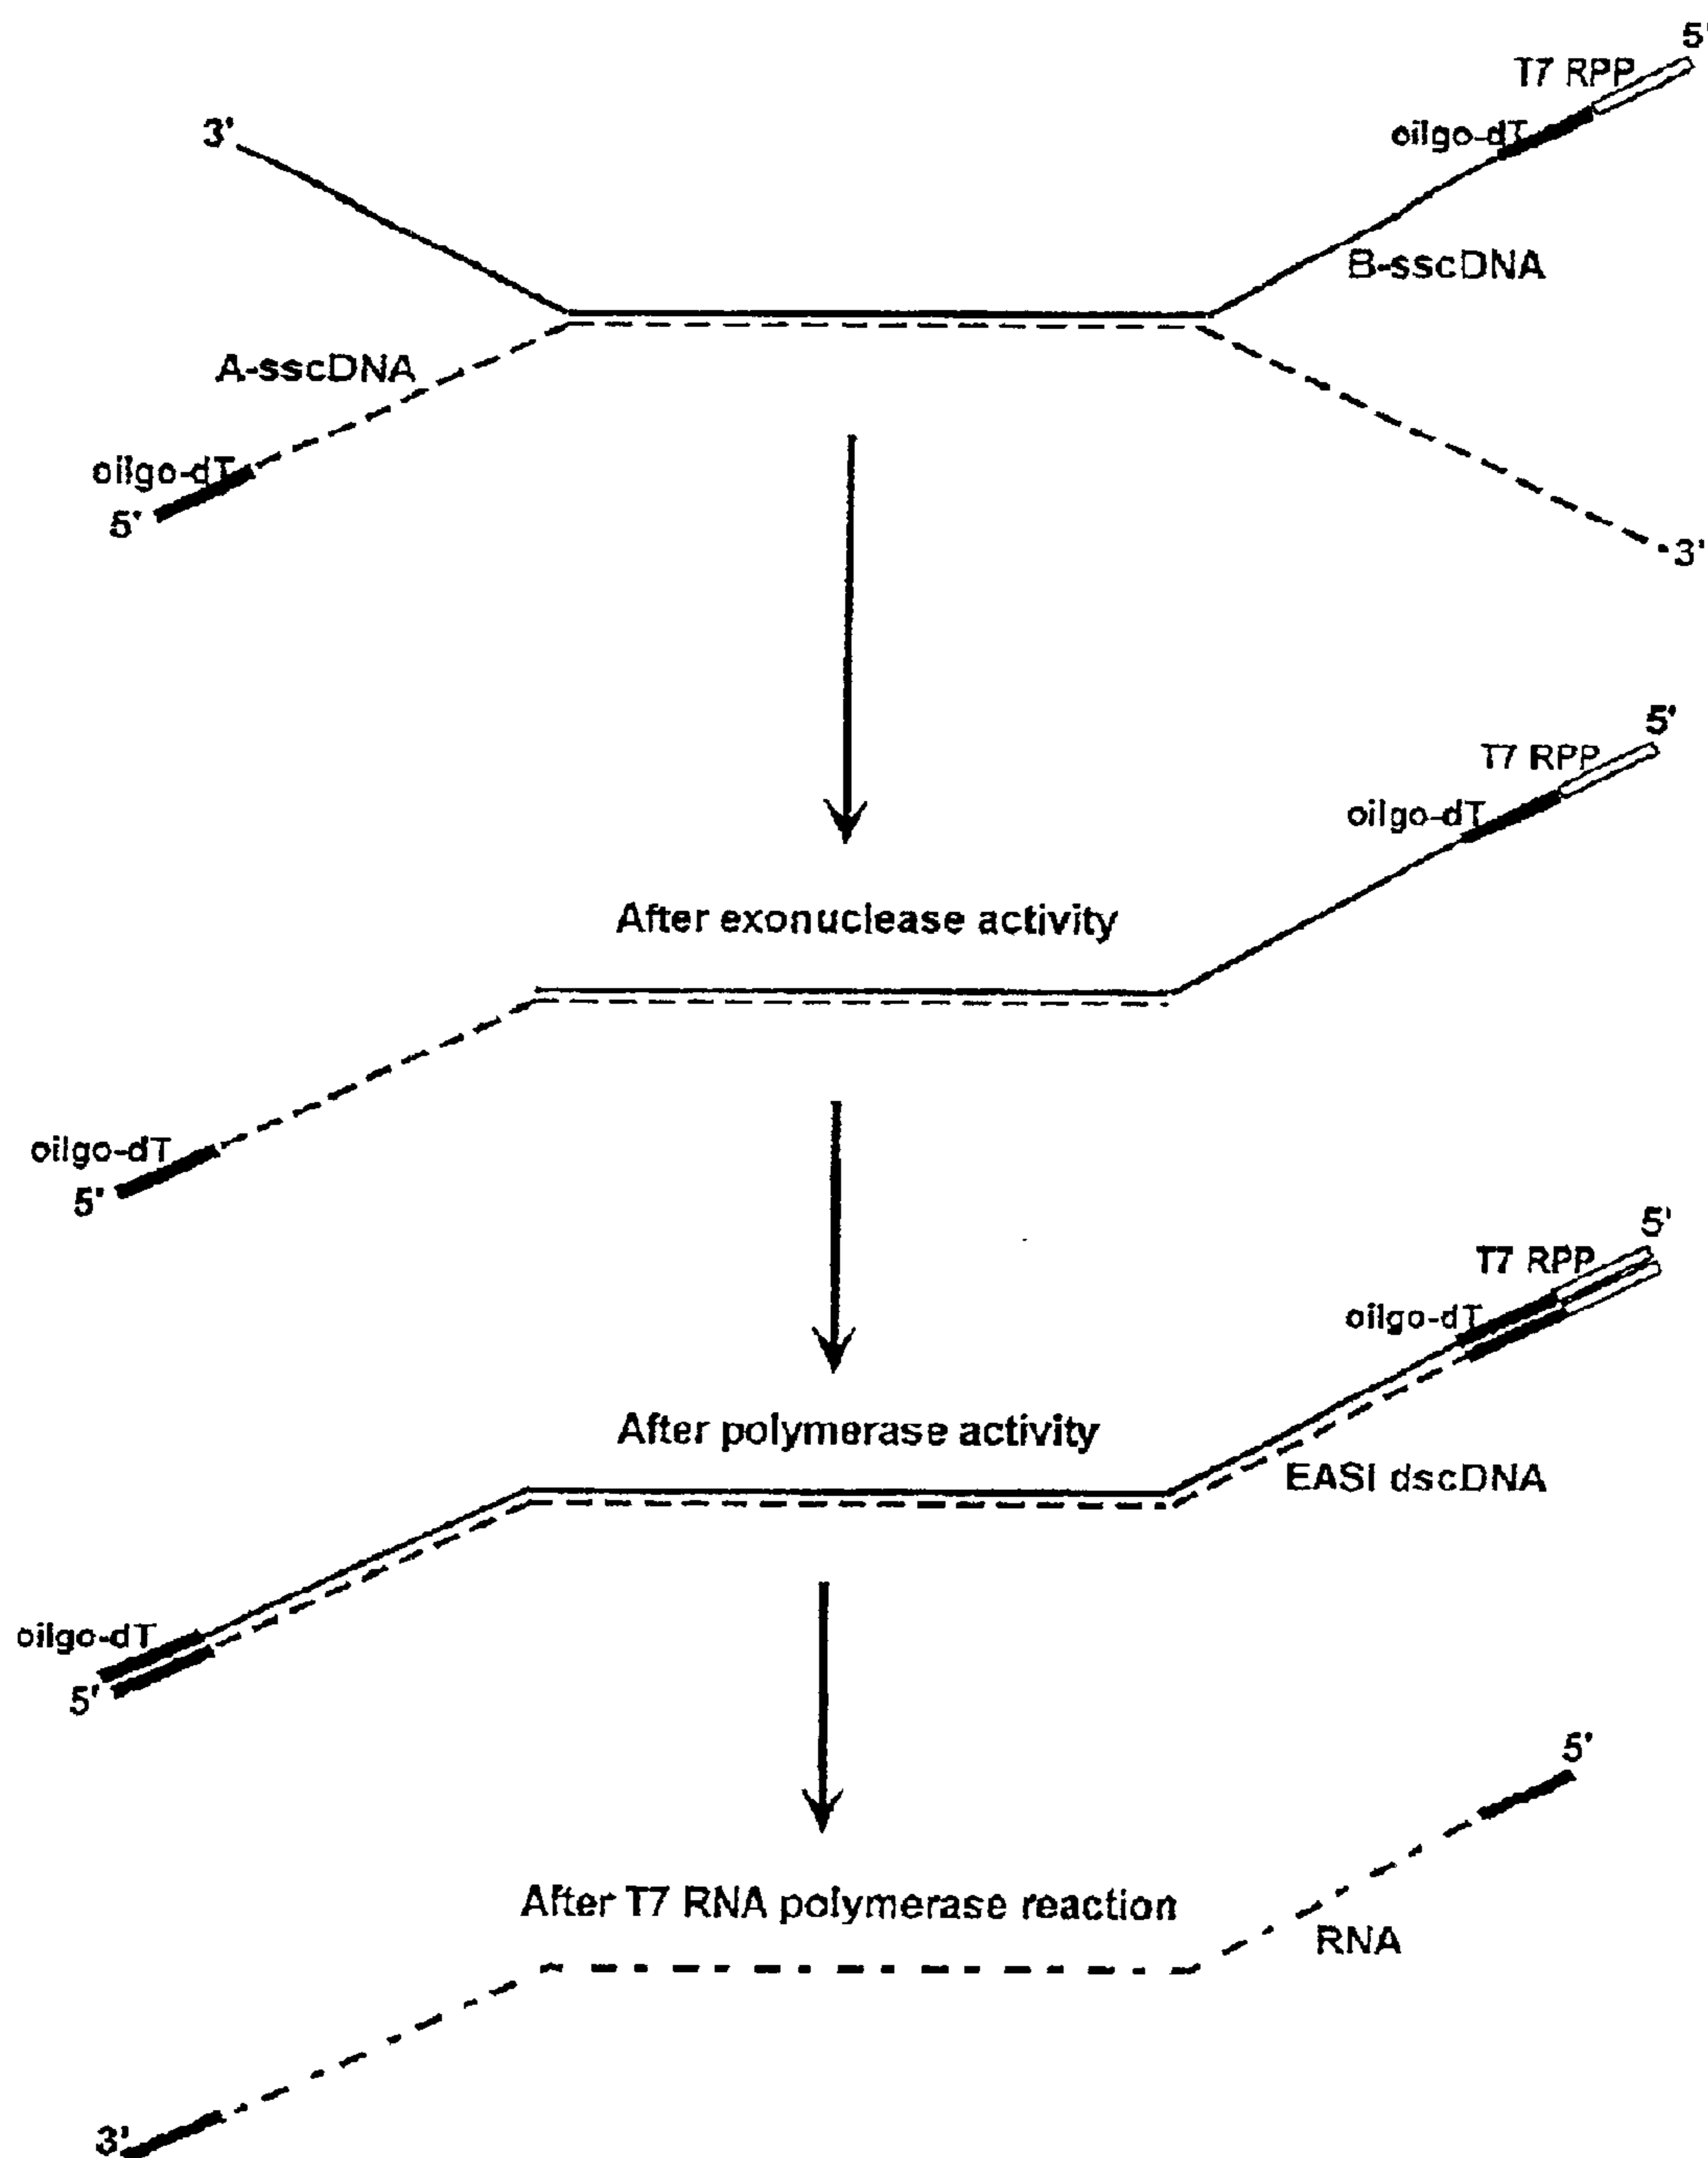 5'
T7 RPP
3'
oilgo-dT
B-sscDNA
A-sscDNA
oilgo-dT
5'
3'
5'
T7 RPP
oilgo-dT
After exonuclease activity
oilgo-dT
5'
5'
T7 RPP
oilgo-dT
After polymerase activity
EASI dscDNA
oilgo-dT
5'
5'
After T7 RNA polymerase reaction
RNA
3'